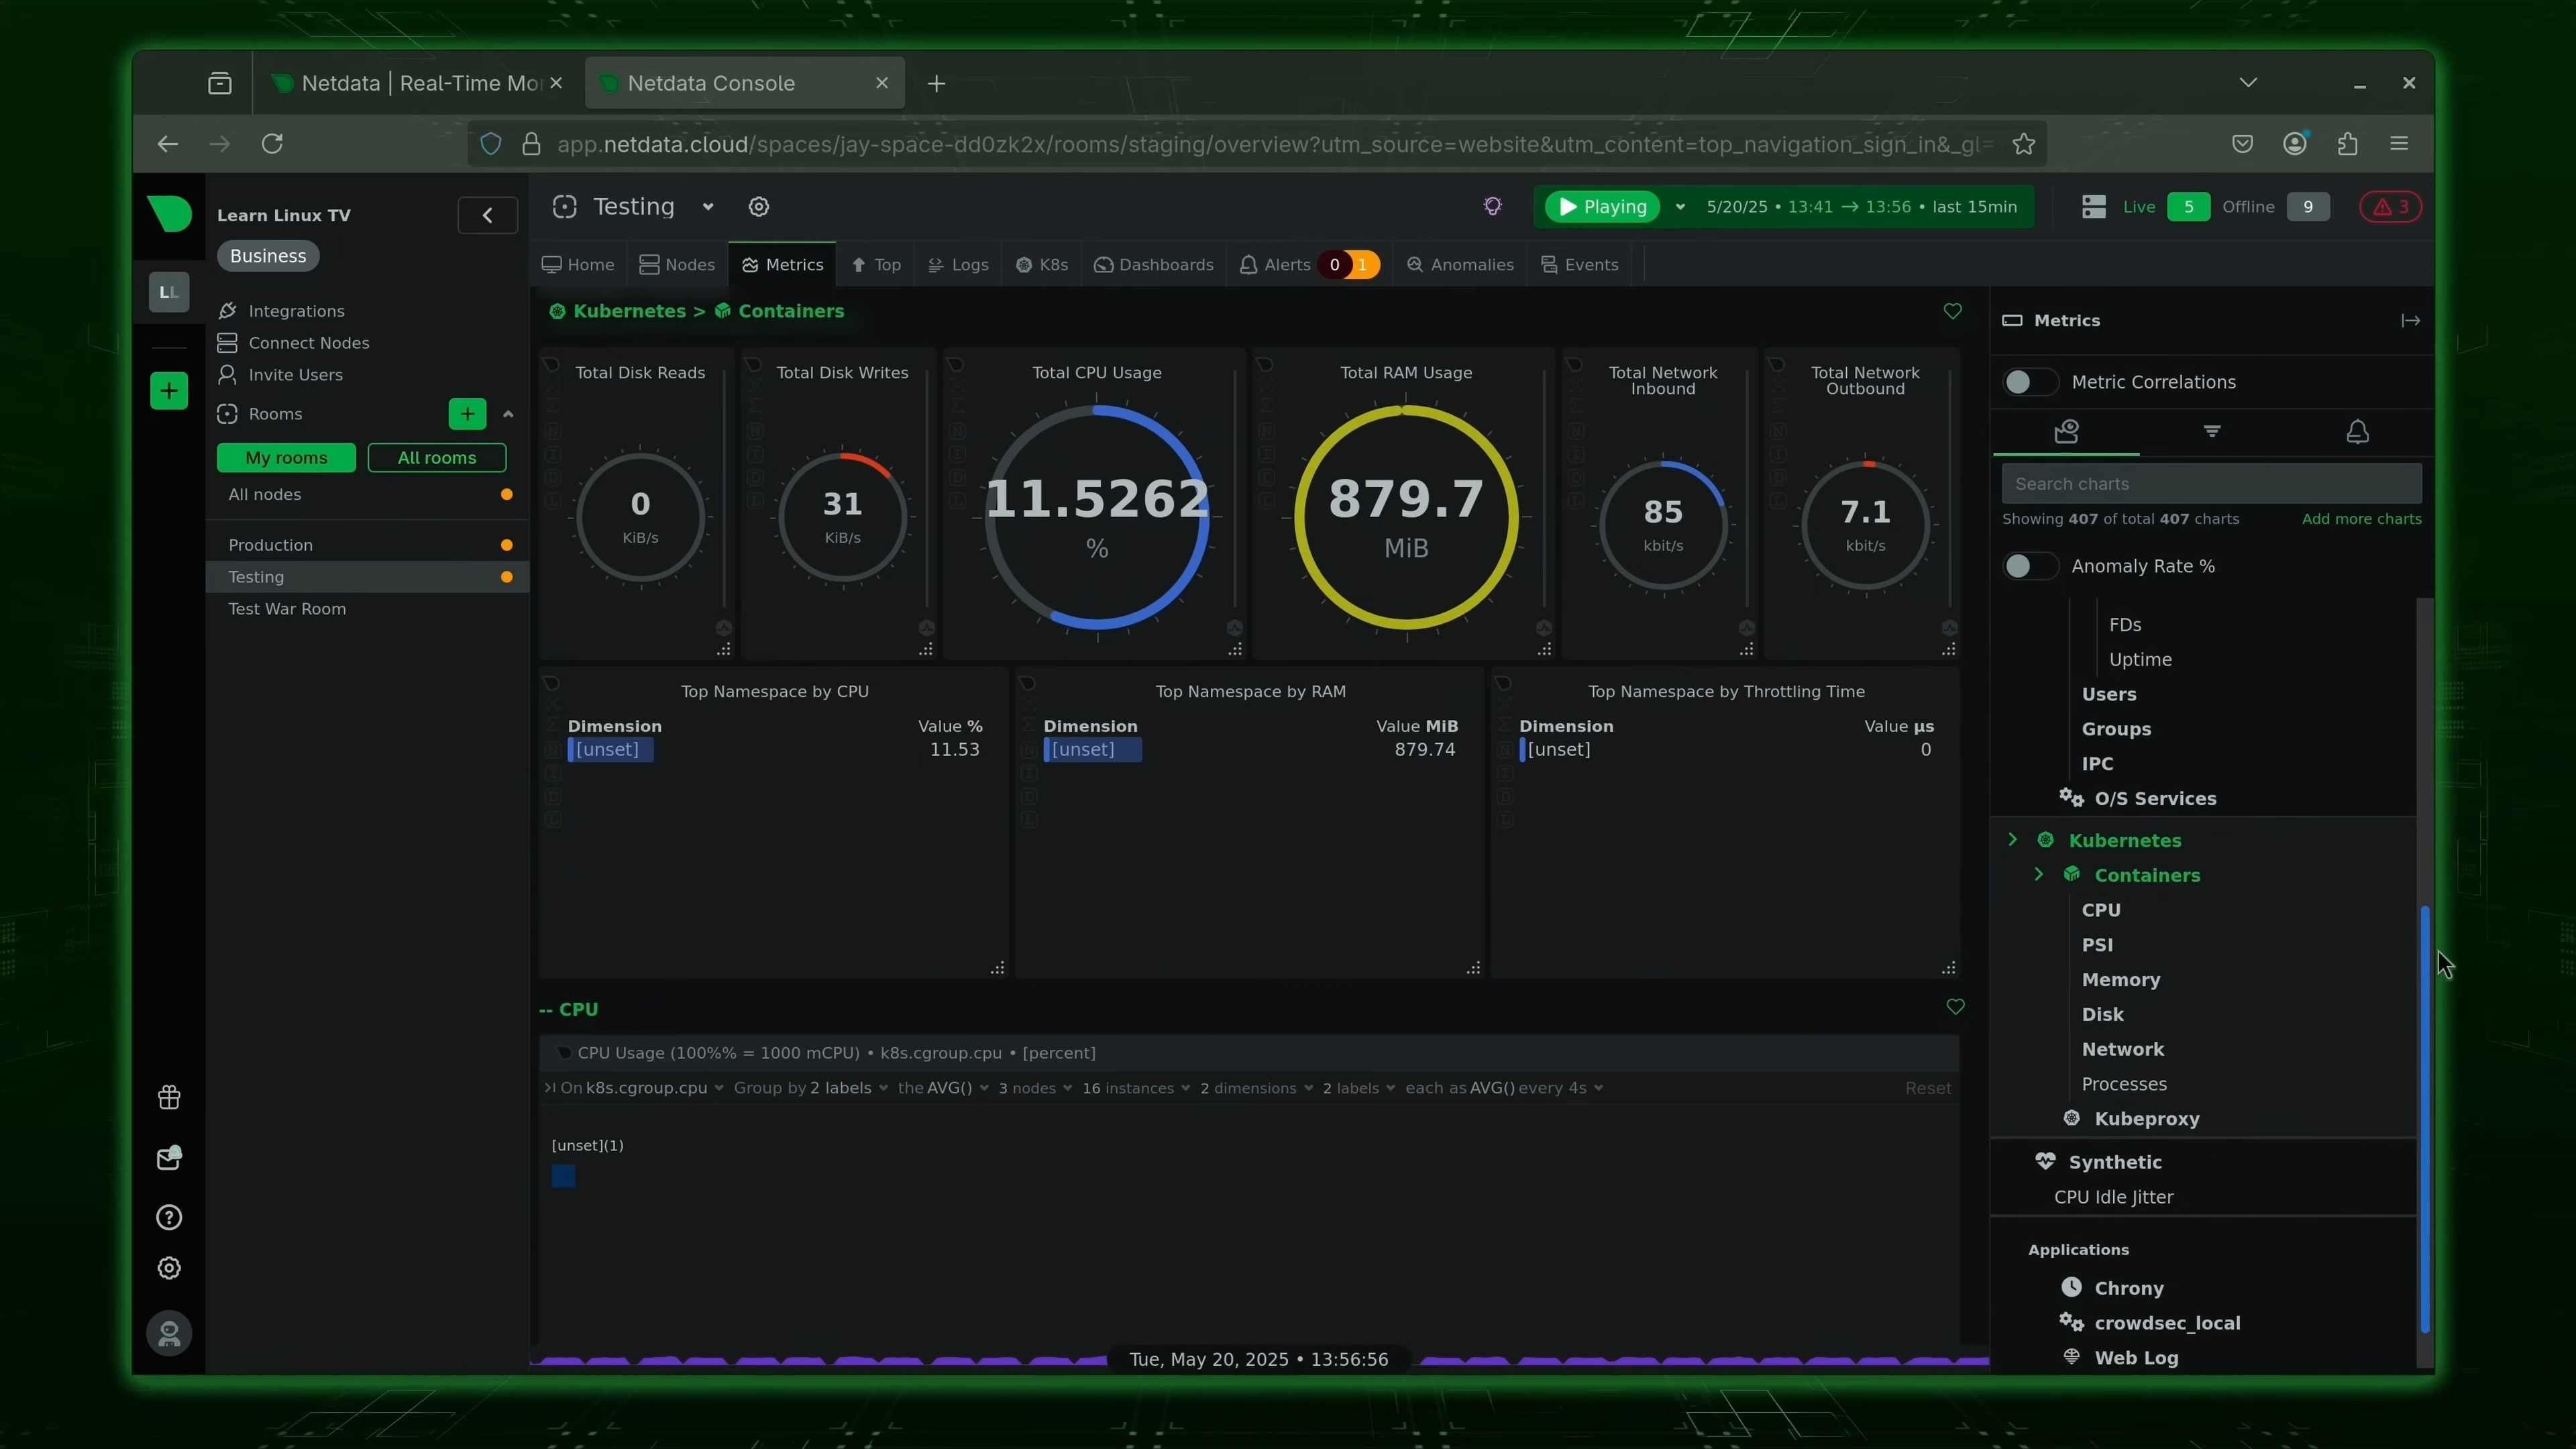 Netdata | Real-Time Mor
Netdata Console
app.netdata.cloud/spaces/jay-space-dd0zk2x/rooms/staging/overview?utm_source=website&utm_content=top_navigation_sign_in&_gl=
Learn Linux TV
Business
LL
Integrations
Connect Nodes
Invite Users
Rooms
My rooms
All rooms
All nodes
Production
Testing
Test War Room
Testing
Playing
5/20/25 • 13:41 → 13:56 • last 15min
Live 5 Offline 9
3
Home
Nodes
Metrics
Top
Logs
K8s
Dashboards
Alerts 0 1
Anomalies
Events
Kubernetes > Containers
Total Disk Reads
0
KiB/s
Total Disk Writes
31
KiB/s
Total CPU Usage
11.5262
%
Total RAM Usage
879.7
MiB
Total Network
Inbound
85
kbit/s
Total Network
Outbound
7.1
kbit/s
Top Namespace by CPU
Dimension Value %
[unset] 11.53
Top Namespace by RAM
Dimension Value MiB
[unset] 879.74
Top Namespace by Throttling Time
Dimension Value µs
[unset] 0
-- CPU
CPU Usage (100%% = 1000 mCPU) • k8s.cgroup.cpu • [percent]
On k8s.cgroup.cpu Group by 2 labels the AVG() 3 nodes 16 instances 2 dimensions 2 labels each as AVG() every 4s Reset
[unset](1)
Tue, May 20, 2025 • 13:56:56
Metrics
Metric Correlations
Search charts
Showing 407 of total 407 charts Add more charts
Anomaly Rate %
FDs
Uptime
Users
Groups
IPC
O/S Services
Kubernetes
Containers
CPU
PSI
Memory
Disk
Network
Processes
Kubeproxy
Synthetic
CPU Idle Jitter
Applications
Chrony
crowdsec_local
Web Log